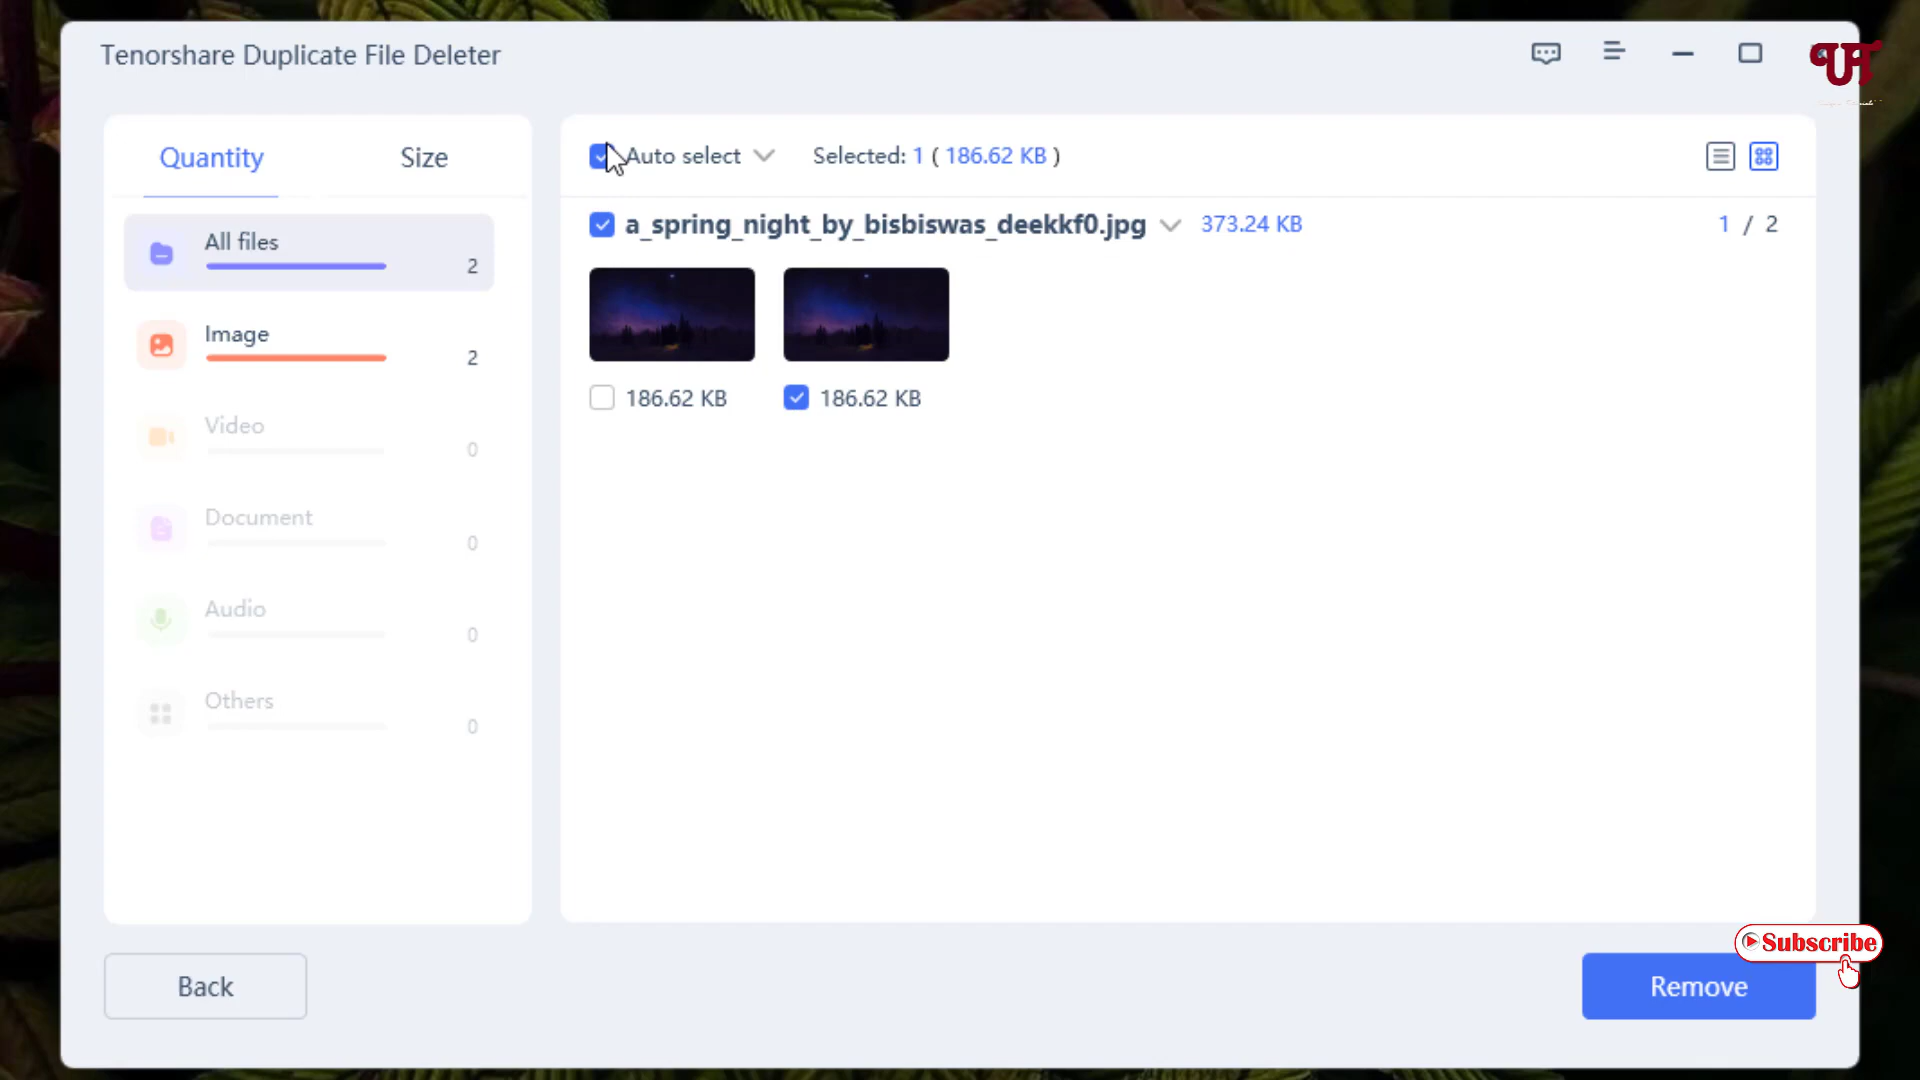 Tenorshare Duplicate File Deleter
UT
Quantity Size
Auto select Selected: 1 ( 186.62 KB )
a_spring_night_by_bisbiswas_deekkf0.jpg 373.24 KB 1 / 2
All files 2
Image 2
186.62 KB 186.62 KB
Video 0
Document 0
Audio 0
Others 0
Subscribe
Back Remove